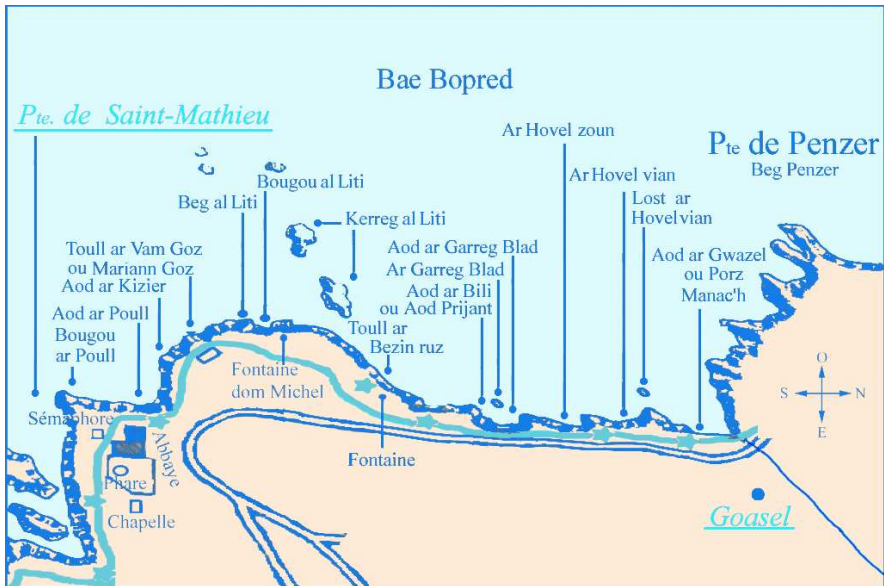 Bae Bopred
Pte. de Saint-Mathieu
Ar Hovel zoun
Pte de Penzer
Beg Penzer
Bougou al Liti
Ar Hovel vian
Beg al Liti
Lost ar
Hovel vian
Kerreg al Liti
Toull ar Vam Goz
ou Mariann Goz
Aod ar Kizier
Aod ar Garreg Blad
Ar Garreg Blad
Aod ar Bili
ou Aod Prijant
Aod ar Gwazel
ou Porz
Manac'h
Aod ar Poull
Bougou
ar Poull
Toull ar
Bezin ruz
Fontaine
dom Michel
O
S
N
E
Sémaphore
Abbaye
Fontaine
Phare
Chapelle
Goasel